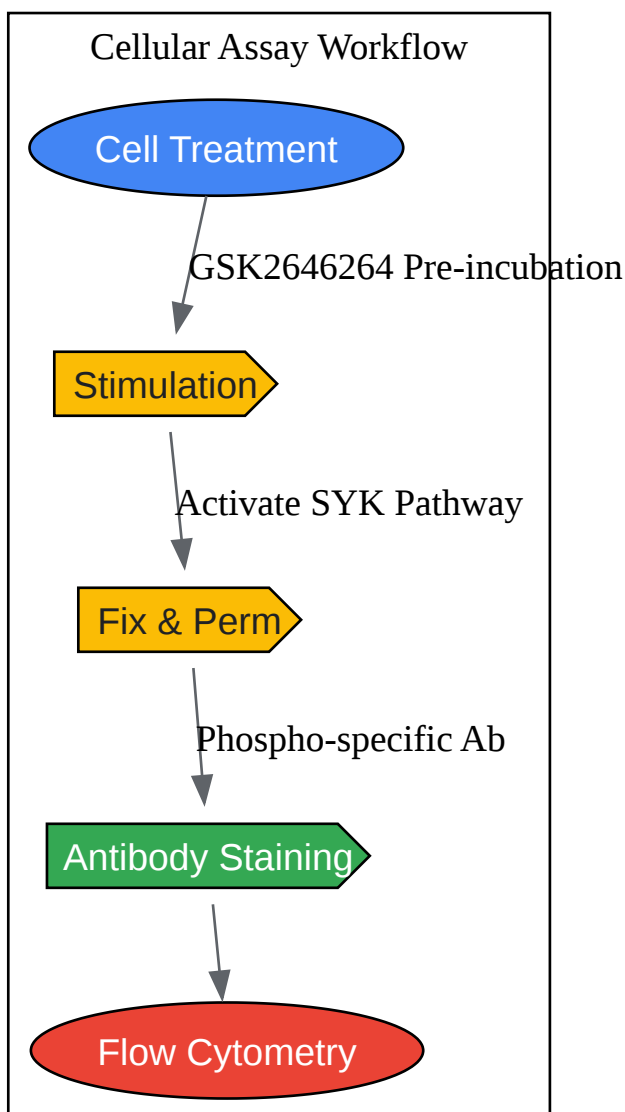 Cellular Assay Workflow
Cell Treatment
GSK2646264 Pre-incubation
Stimulation
Activate SYK Pathway
Fix & Perm
Phospho-specific Ab
Antibody Staining
Flow Cytometry